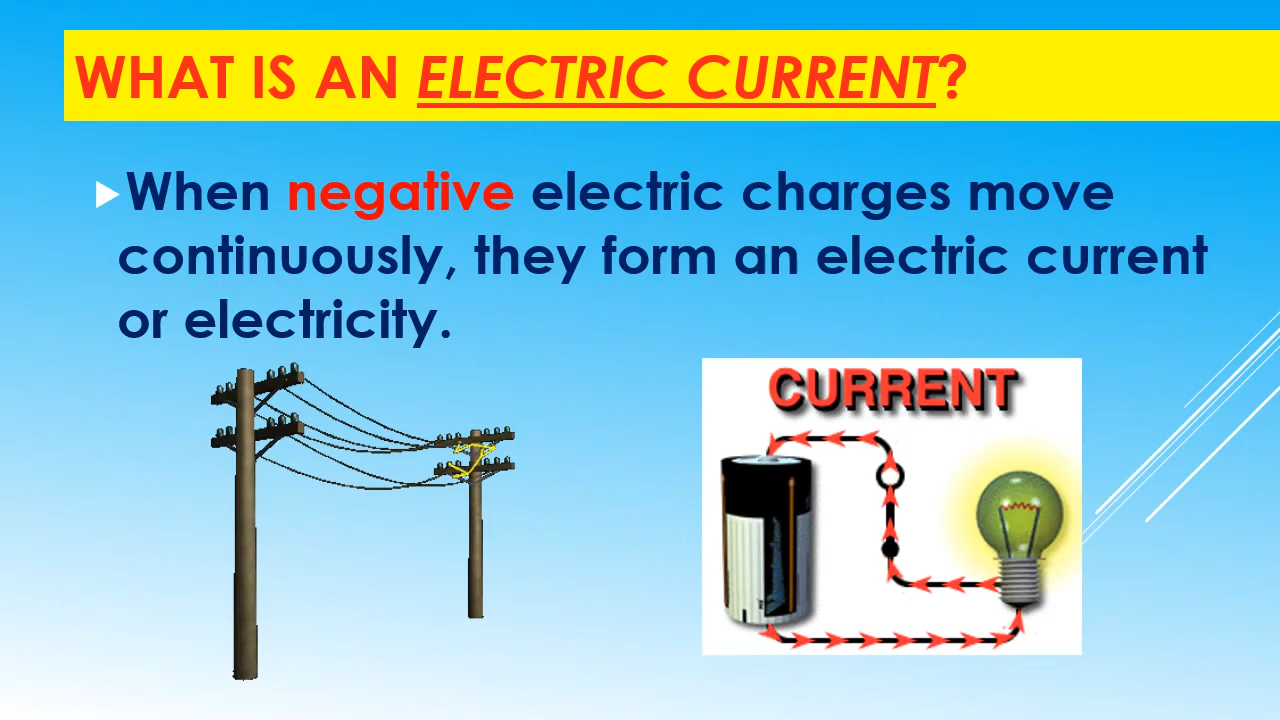 WHAT IS AN ELECTRIC CURRENT?
When negative electric charges move
continuously, they form an electric current
or electricity.
CURRENT